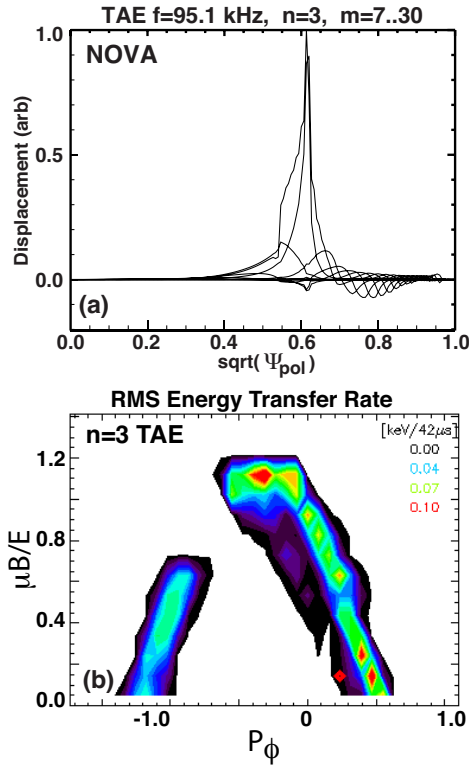 TAE f=95.1 kHz, n=3, m=7..30
NOVA
1.0
0.5
0.0
Displacement (arb)
(a)
0.0 0.2 0.4 0.6 0.8 1.0
sqrt(Ψpol)
RMS Energy Transfer Rate
n=3 TAE
[keV/42μs]
0.00
0.04
0.07
0.10
1.2
0.8
0.4
0.0
μB/E
(b)
-1.0 0 1.0
Pϕ